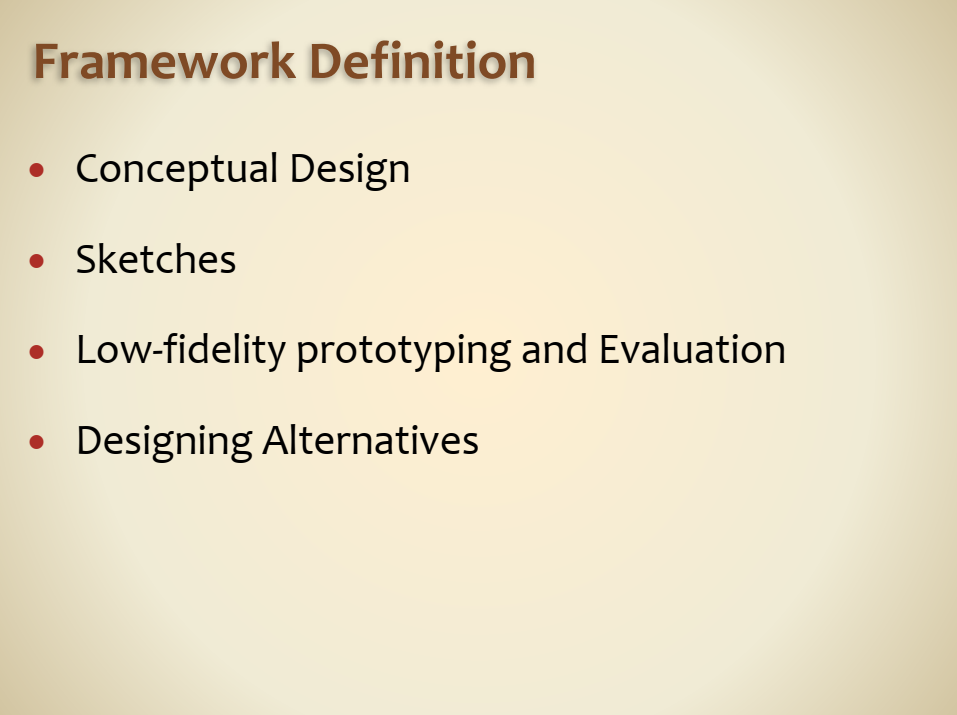 Framework Definition
• Conceptual Design
• Sketches
• Low-fidelity prototyping and Evaluation
• Designing Alternatives